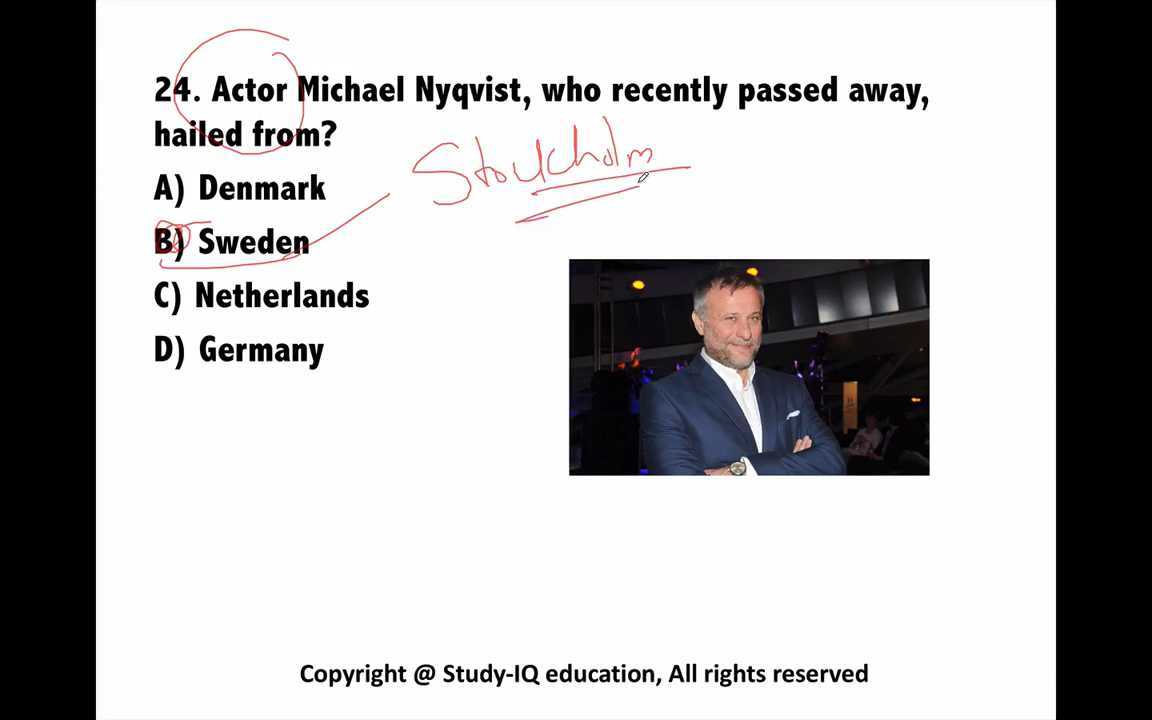 24. Actor Michael Nyqvist, who recently passed away,
hailed from?
Stockholm
A) Denmark
B) Sweden
C) Netherlands
D) Germany
Copyright @ Study-IQ education, All rights reserved